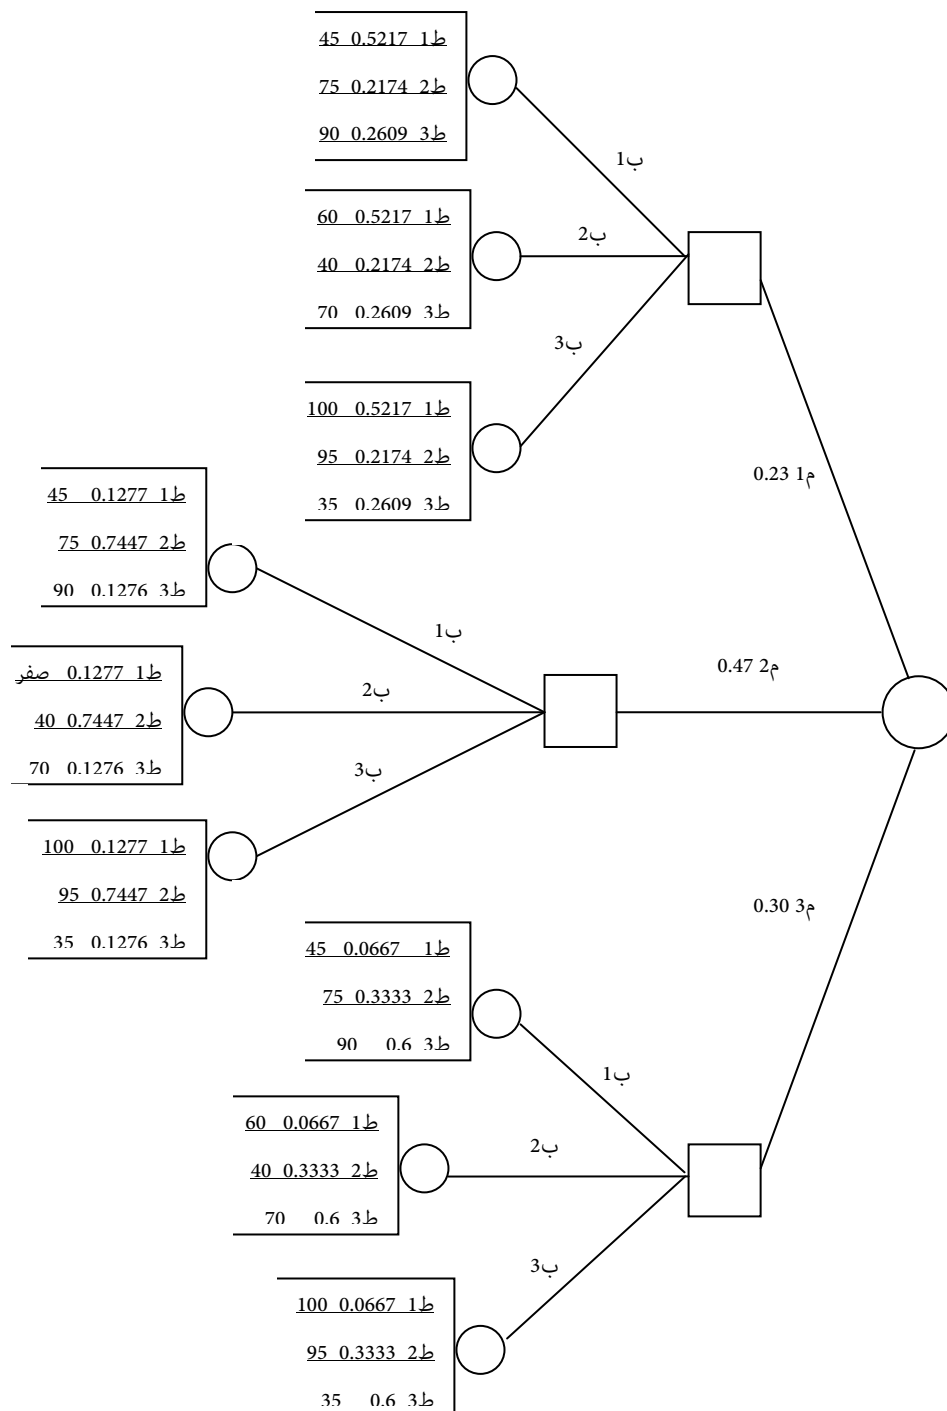 ط1 0.5217 45
ط2 0.2174 75
ط3 0.2609 90
ب1
ط1 0.5217 60
ط2 0.2174 40
ط3 0.2609 70
ب2
ب3
ط1 0.5217 100
ط2 0.2174 95
ط3 0.2609 35
م1 0.23
ط1 0.1277 45
ط2 0.7447 75
ط3 0.1276 90
ب1
ط1 0.1277 صفر
ط2 0.7447 40
ط3 0.1276 70
ب2
م2 0.47
ب3
ط1 0.1277 100
ط2 0.7447 95
ط3 0.1276 35
م3 0.30
ط1 0.0667 45
ط2 0.3333 75
ط3 0.6 90
ب1
ط1 0.0667 60
ط2 0.3333 40
ط3 0.6 70
ب2
ب3
ط1 0.0667 100
ط2 0.3333 95
ط3 0.6 35